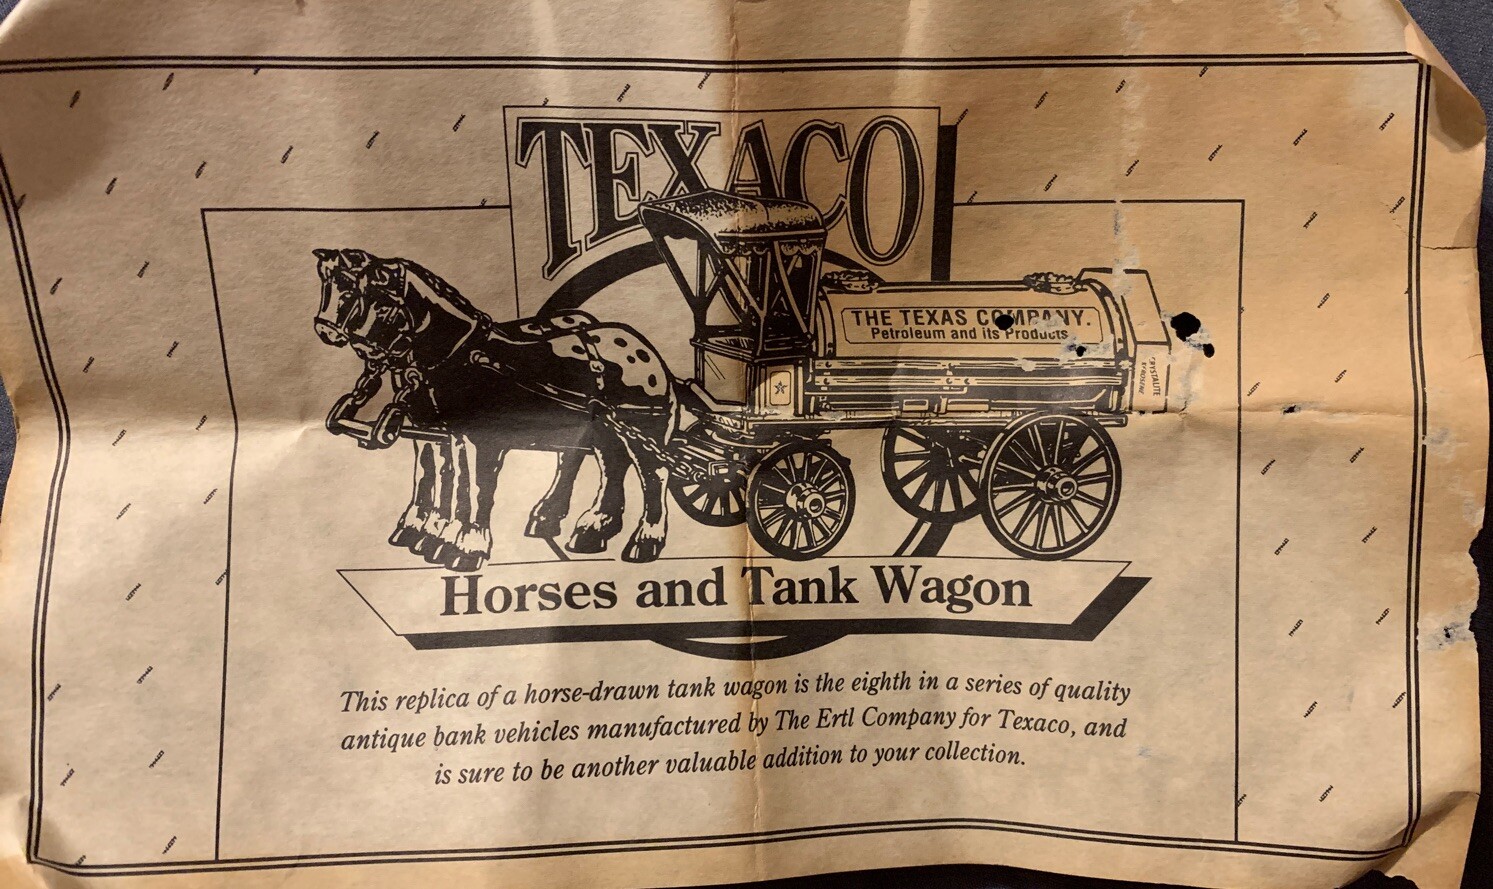 TEXACO
THE TEXAS COMPANY.
Petroleum and its Products
CRYSTALITE
Horses and Tank Wagon
This replica of a horse-drawn tank wagon is the eighth in a series of quality
antique bank vehicles manufactured by The Ertl Company for Texaco, and
is sure to be another valuable addition to your collection.